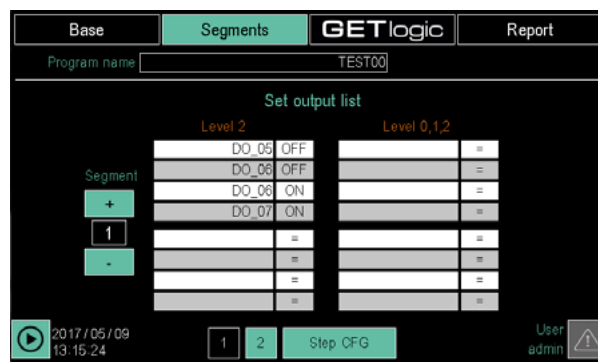 Base Segments GETlogic Report
Program name TEST00
Set output list
Level 2 Level 0,1,2
DO_05 OFF =
DO_06 OFF =
DO_06 ON =
DO_07 ON =
Segment
+
1
-
= =
= =
= =
= =
2017/05/09
13:15:24
1 2 Step CFG
User
admin